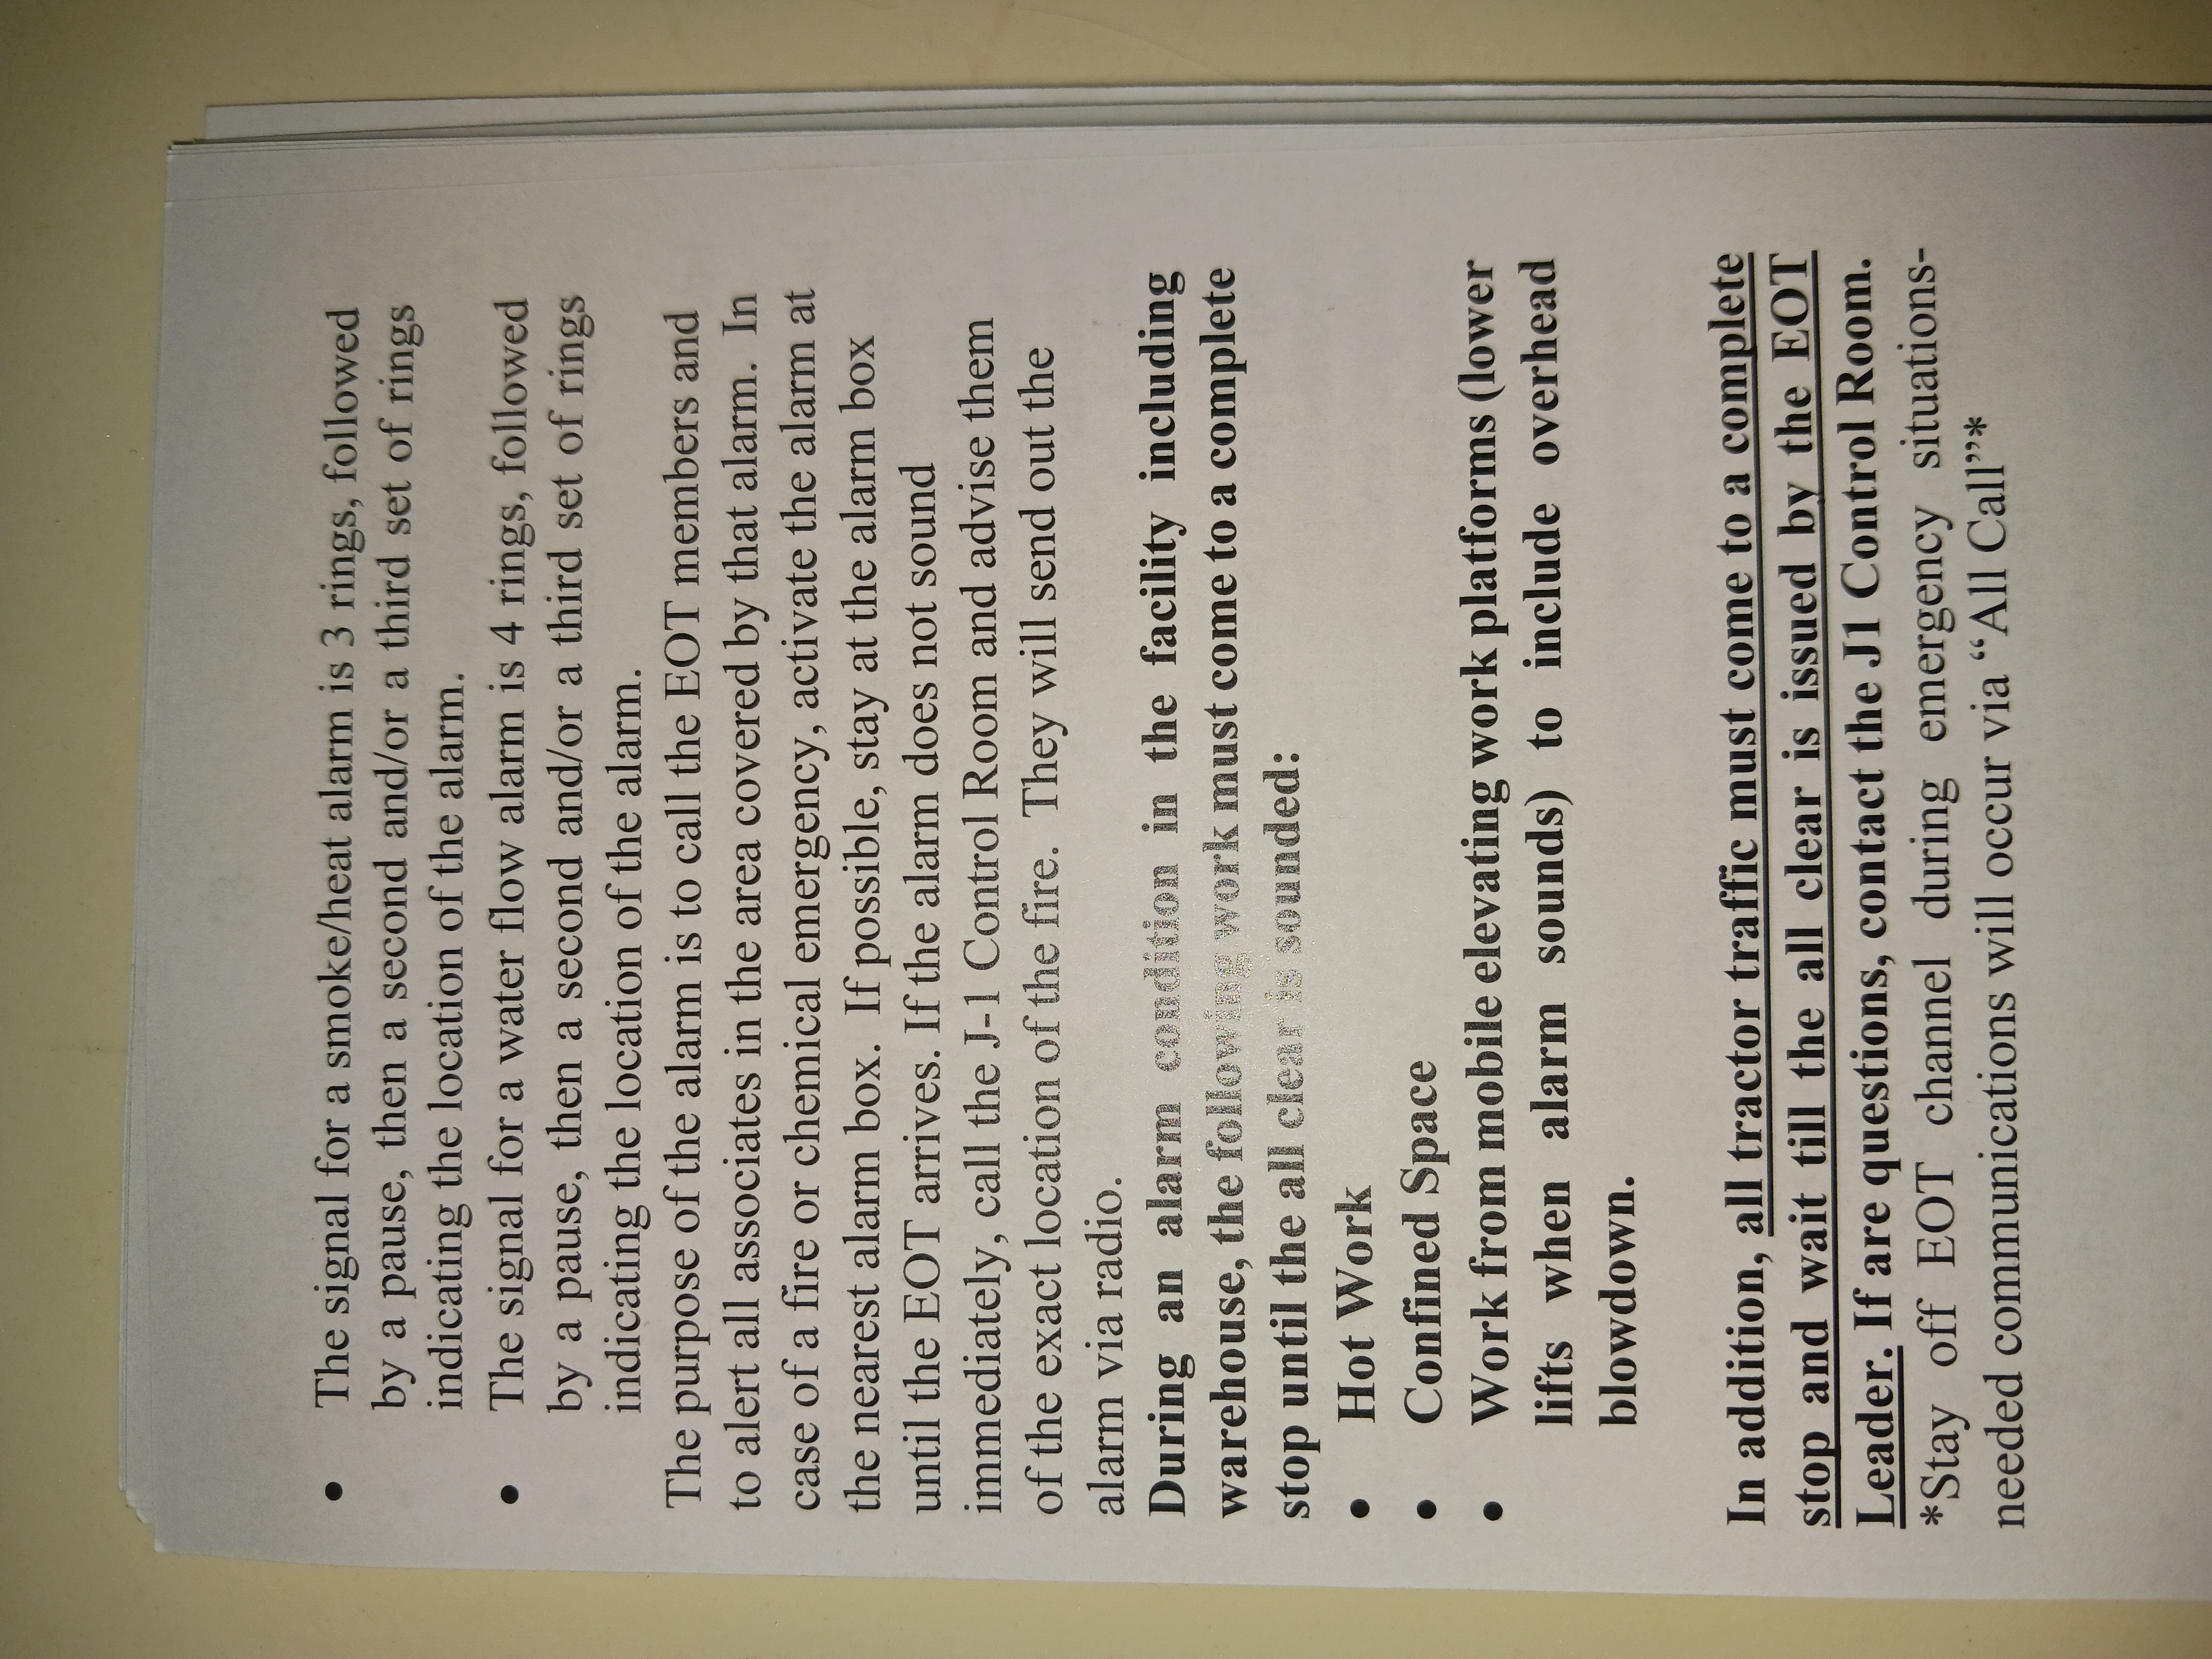 • The signal for a smoke/heat alarm is 3 rings, followed
by a pause, then a second and/or a third set of rings
indicating the location of the alarm.
• The signal for a water flow alarm is 4 rings, followed
by a pause, then a second and/or a third set of rings
indicating the location of the alarm.
The purpose of the alarm is to call the EOT members and
to alert all associates in the area covered by that alarm.  In
case of a fire or chemical emergency, activate the alarm at
the nearest alarm box.  If possible, stay at the alarm box
until the EOT arrives. If the alarm does not sound
immediately, call the J-1 Control Room and advise them
of the exact location of the fire.  They will send out the
alarm via radio.
During an alarm condition in the facility including
warehouse, the following work must come to a complete
stop until the all clear is sounded:
• Hot Work
• Confined Space
• Work from mobile elevating work platforms (lower
lifts when alarm sounds) to include overhead
blowdown.
In addition, all tractor traffic must come to a complete
stop and wait till the all clear is issued by the EOT
Leader. If are questions, contact the J1 Control Room.
*Stay off EOT channel during emergency situations-
needed communications will occur via “All Call”*